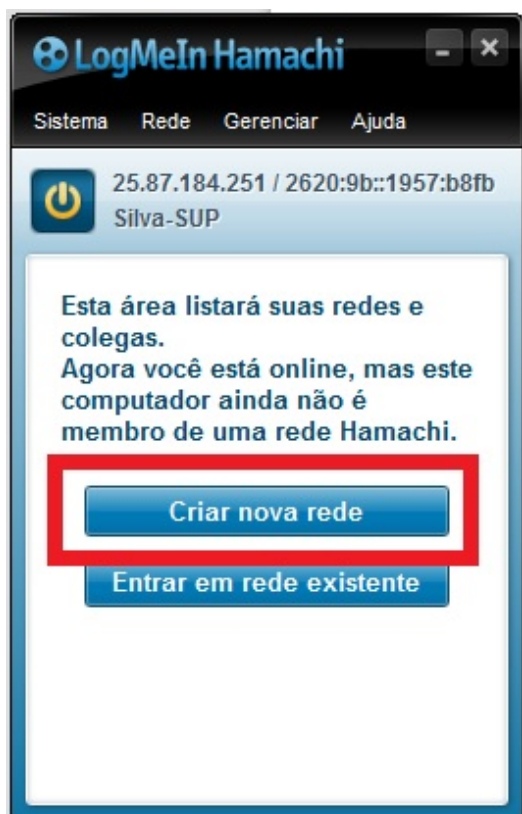 LogMeIn Hamachi
Sistema Rede Gerenciar Ajuda
25.87.184.251 / 2620:9b::1957:b8fb
Silva-SUP
Esta área listará suas redes e
colegas.
Agora você está online, mas este
computador ainda não é
membro de uma rede Hamachi.
Criar nova rede
Entrar em rede existente